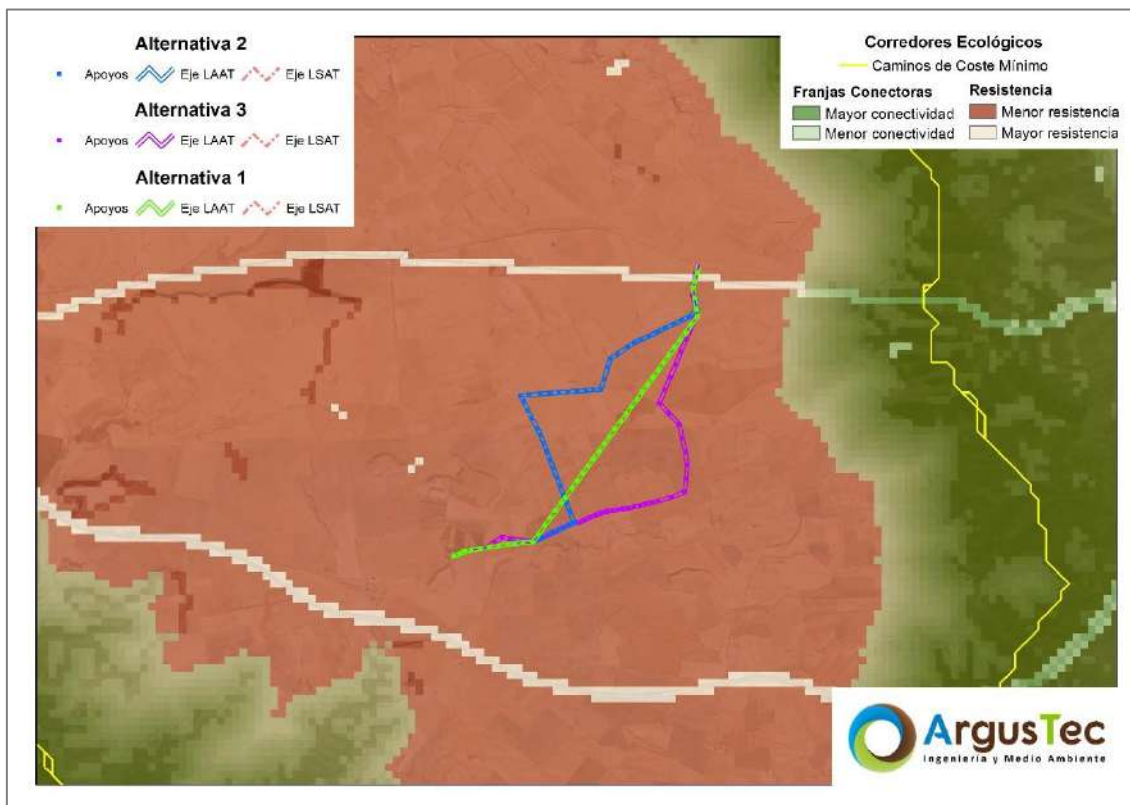 Alternativa 2
Apoyos Eje LAAT Eje LSAT
Alternativa 3
Apoyos Eje LAAT Eje LSAT
Alternativa 1
Apoyos Eje LAAT Eje LSAT
Corredores Ecológicos
Caminos de Coste Mínimo
Franjas Conectoras Resistencia
Mayor conectividad Menor resistencia
Menor conectividad Mayor resistencia
ArgusTec
Ingeniería y Medio Ambiente